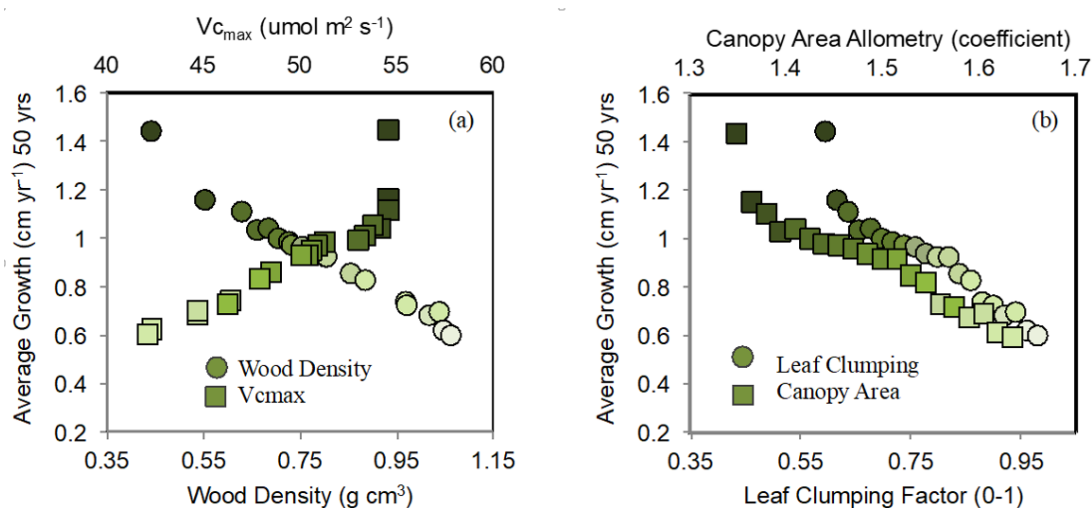 Vcmax (umol m² s⁻¹)
40 45 50 55 60
Average Growth (cm yr⁻¹) 50 yrs
1.6
1.4
1.2
1
0.8
0.6
0.4
0.2
(a)
Wood Density
Vcmax
0.35 0.55 0.75 0.95 1.15
Wood Density (g cm³)
Canopy Area Allometry (coefficient)
1.3 1.4 1.5 1.6 1.7
Average Growth (cm yr⁻¹) 50 yrs
1.6
1.4
1.2
1
0.8
0.6
0.4
0.2
(b)
Leaf Clumping
Canopy Area
0.35 0.55 0.75 0.95
Leaf Clumping Factor (0-1)